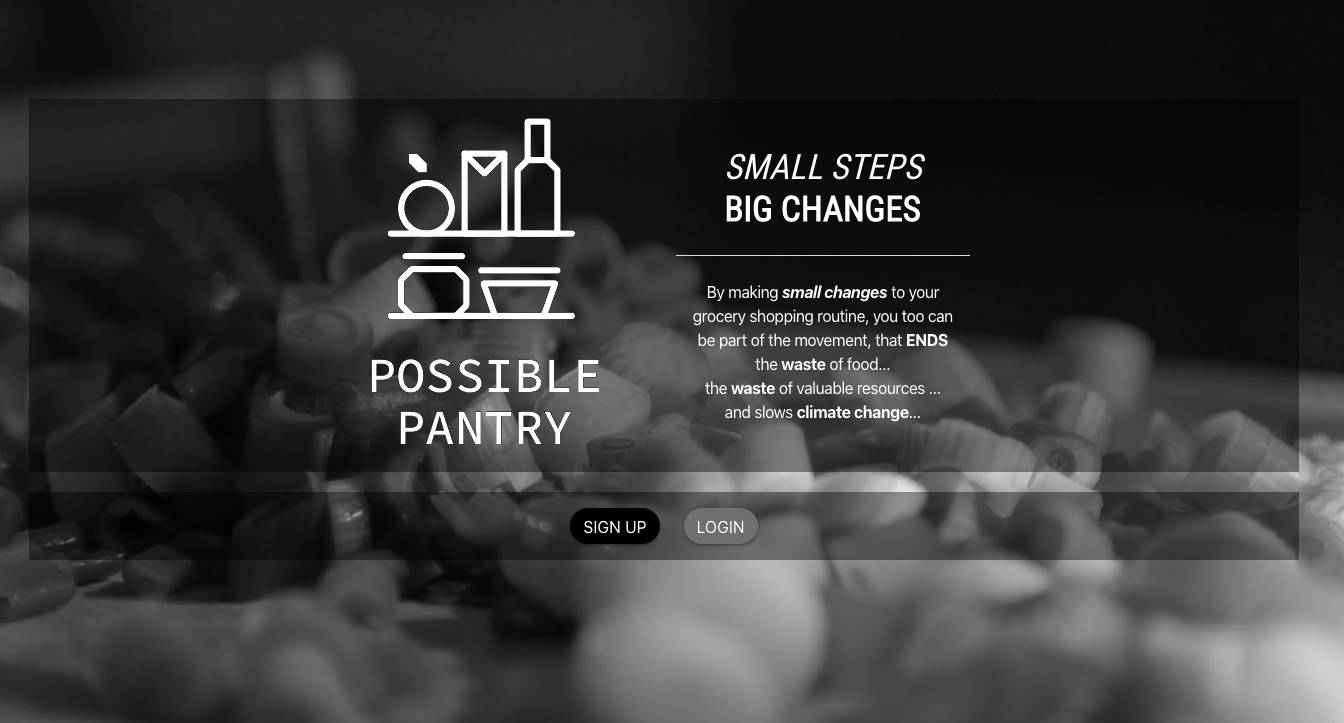 POSSIBLE
PANTRY
SMALL STEPS
BIG CHANGES
By making small changes to your
grocery shopping routine, you too can
be part of the movement, that ENDS
the waste of food...
the waste of valuable resources ...
and slows climate change...
SIGN UP
LOGIN